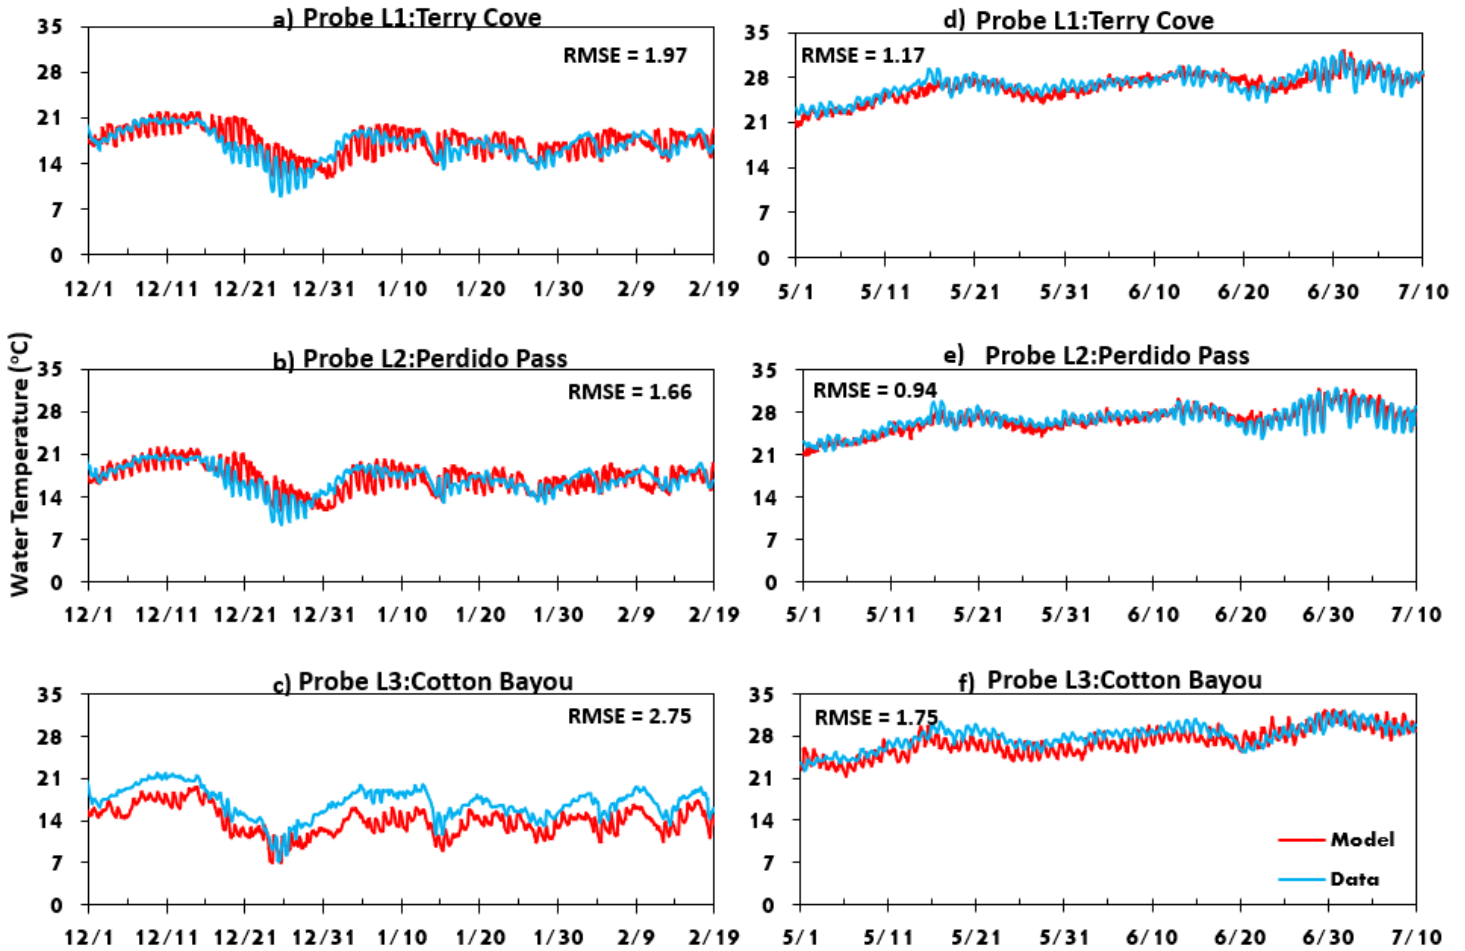 a) Probe L1:Terry Cove
RMSE = 1.97
35
28
21
14
7
0
12/1 12/11 12/21 12/31 1/10 1/20 1/30 2/9 2/19
d) Probe L1:Terry Cove
RMSE = 1.17
35
28
21
14
7
0
5/1 5/11 5/21 5/31 6/10 6/20 6/30 7/10
Water Temperature (°C)
b) Probe L2:Perdido Pass
RMSE = 1.66
35
28
21
14
7
0
12/1 12/11 12/21 12/31 1/10 1/20 1/30 2/9 2/19
e) Probe L2:Perdido Pass
RMSE = 0.94
35
28
21
14
7
0
5/1 5/11 5/21 5/31 6/10 6/20 6/30 7/10
c) Probe L3:Cotton Bayou
RMSE = 2.75
35
28
21
14
7
0
12/1 12/11 12/21 12/31 1/10 1/20 1/30 2/9 2/19
f) Probe L3:Cotton Bayou
RMSE = 1.75
35
28
21
14
7
0
Model
Data
5/1 5/11 5/21 5/31 6/10 6/20 6/30 7/10